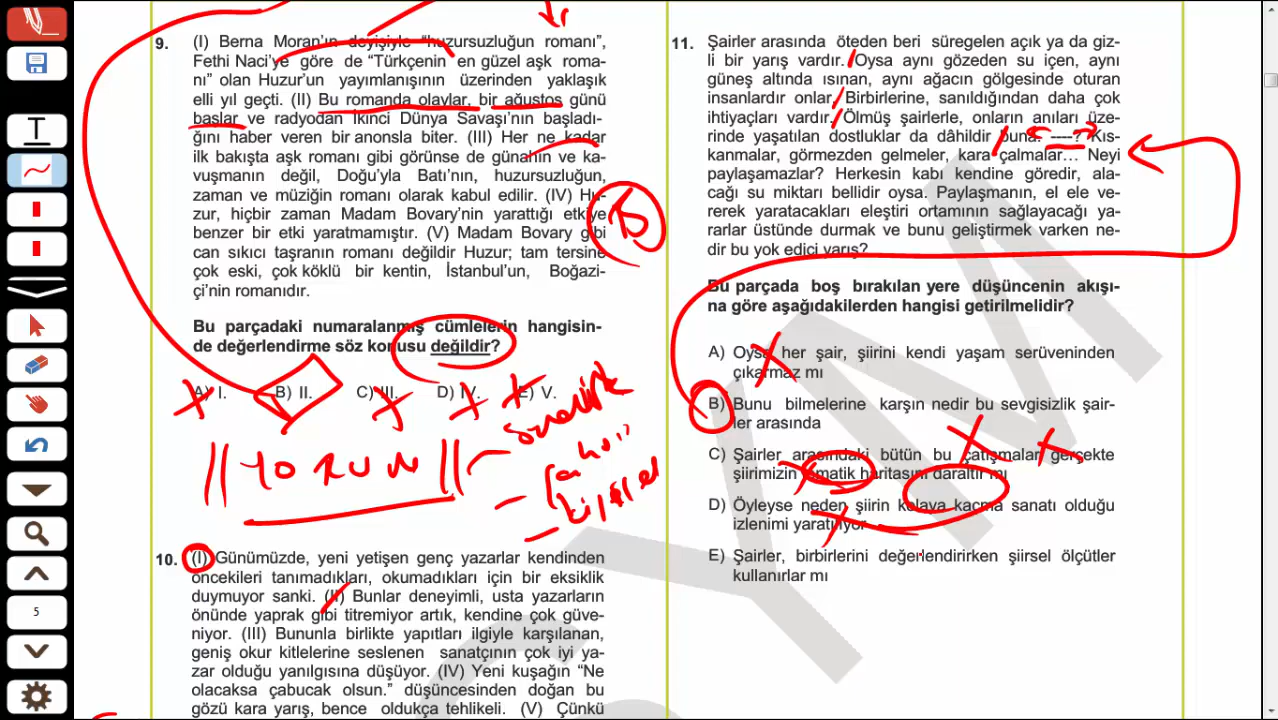 9.
(I) Berna Moran’ın deyişiyle “huzursuzluğun romanı”,
Fethi Naci’ye göre de “Türkçenin en güzel aşk roma-
nı” olan Huzur’un yayımlanışının üzerinden yaklaşık
elli yıl geçti. (II) Bu romanda olaylar, bir ağustos günü
başlar ve radyodan İkinci Dünya Savaşı’nın başladı-
ğını haber veren bir anonsla biter. (III) Her ne kadar
ilk bakışta aşk romanı gibi görünse de günahın ve ka-
vuşmanın değil, Doğu’yla Batı’nın, huzursuzluğun,
zaman ve müziğin romanı olarak kabul edilir. (IV) Hu-
zur, hiçbir zaman Madam Bovary’nin yarattığı etkiye
benzer bir etki yaratmamıştır. (V) Madam Bovary gibi
can sıkıcı taşranın romanı değildir Huzur; tam tersine
çok eski, çok köklü bir kentin, İstanbul’un, Boğazi-
çi’nin romanıdır.
Bu parçadaki numaralanmış cümlelerin hangisin-
de değerlendirme söz konusu değildir?
A) I. B) II. C) III. D) IV. E) V.
YORUM
öznellik
B
10.
(I) Günümüzde, yeni yetişen genç yazarlar kendinden
öncekileri tanımadıkları, okumadıkları için bir eksiklik
duymuyor sanki. (II) Bunlar deneyimli, usta yazarların
önünde yaprak gibi titremiyor artık, kendine çok güve-
niyor. (III) Bununla birlikte yapıtları ilgiyle karşılanan,
geniş okur kitlelerine seslenen sanatçının çok iyi ya-
zar olduğu yanılgısına düşüyor. (IV) Yeni kuşağın “Ne
olacaksa çabucak olsun.” düşüncesinden doğan bu
gözü kara yarış, bence oldukça tehlikeli. (V) Çünkü
11.
Şairler arasında öteden beri süregelen açık ya da giz-
li bir yarış vardır. Oysa aynı gözeden su içen, aynı
güneş altında ısınan, aynı ağacın gölgesinde oturan
insanlardır onlar. Birbirlerine, sanıldığından daha çok
ihtiyaçları vardır. Ölmüş şairlerle, onların anıları üze-
rinde yaşatılan dostluklar da dâhildir buna. ----? Kıs-
kanmalar, görmezden gelmeler, kara çalmalar… Neyi
paylaşamazlar? Herkesin kabı kendine göredir, ala-
cağı su miktarı bellidir oysa. Paylaşmanın, el ele ve-
rerek yaratacakları eleştiri ortamının sağlayacağı ya-
rarlar üstünde durmak ve bunu geliştirmek varken ne-
dir bu yok edici yarış?
Bu parçada boş bırakılan yere düşüncenin akışı-
na göre aşağıdakilerden hangisi getirilmelidir?
A) Oysa her şair, şiirini kendi yaşam serüveninden
çıkarmaz mı
B) Bunu bilmelerine karşın nedir bu sevgisizlik şair-
ler arasında
C) Şairler arasındaki bütün bu çatışmalar gerçekte
şiirimizin tematik haritasını daraltır mı
D) Öyleyse neden şiirin kolaya kaçma sanatı olduğu
izlenimi yaratılıyor
E) Şairler, birbirlerini değerlendirirken şiirsel ölçütler
kullanırlar mı
T
5